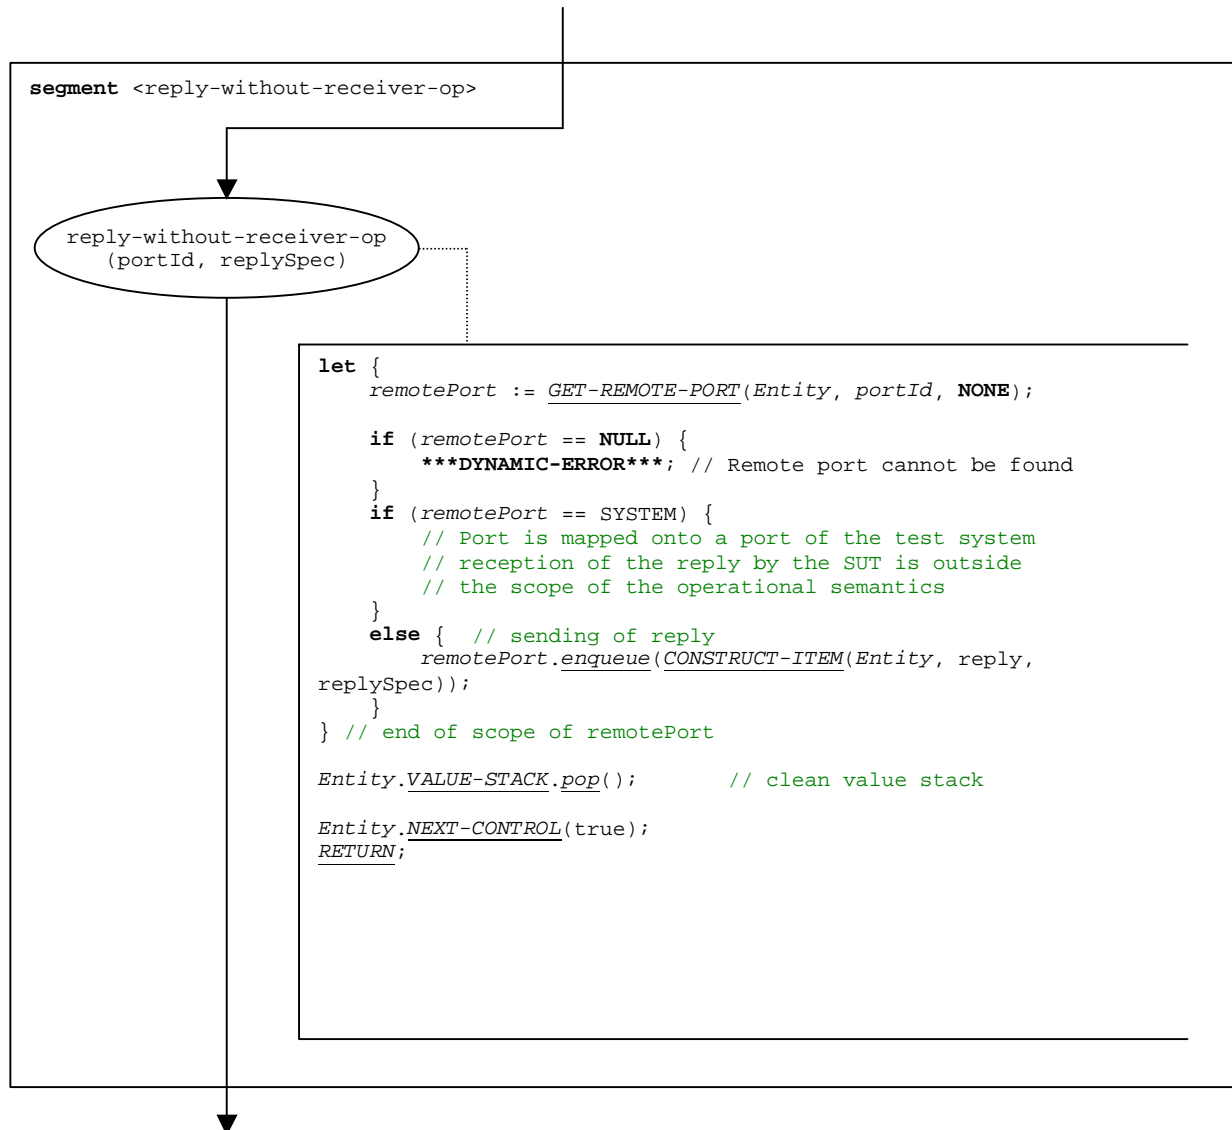 segment <reply-without-receiver-op>
reply-without-receiver-op
(portId, replySpec)
let {
remotePort := GET-REMOTE-PORT(Entity, portId, NONE);
if (remotePort == NULL) {
***DYNAMIC-ERROR***; // Remote port cannot be found
}
if (remotePort == SYSTEM) {
// Port is mapped onto a port of the test system
// reception of the reply by the SUT is outside
// the scope of the operational semantics
}
else { // sending of reply
remotePort.enqueue(CONSTRUCT-ITEM(Entity, reply,
replySpec));
}
} // end of scope of remotePort
Entity.VALUE-STACK.pop(); // clean value stack
Entity.NEXT-CONTROL(true);
RETURN;